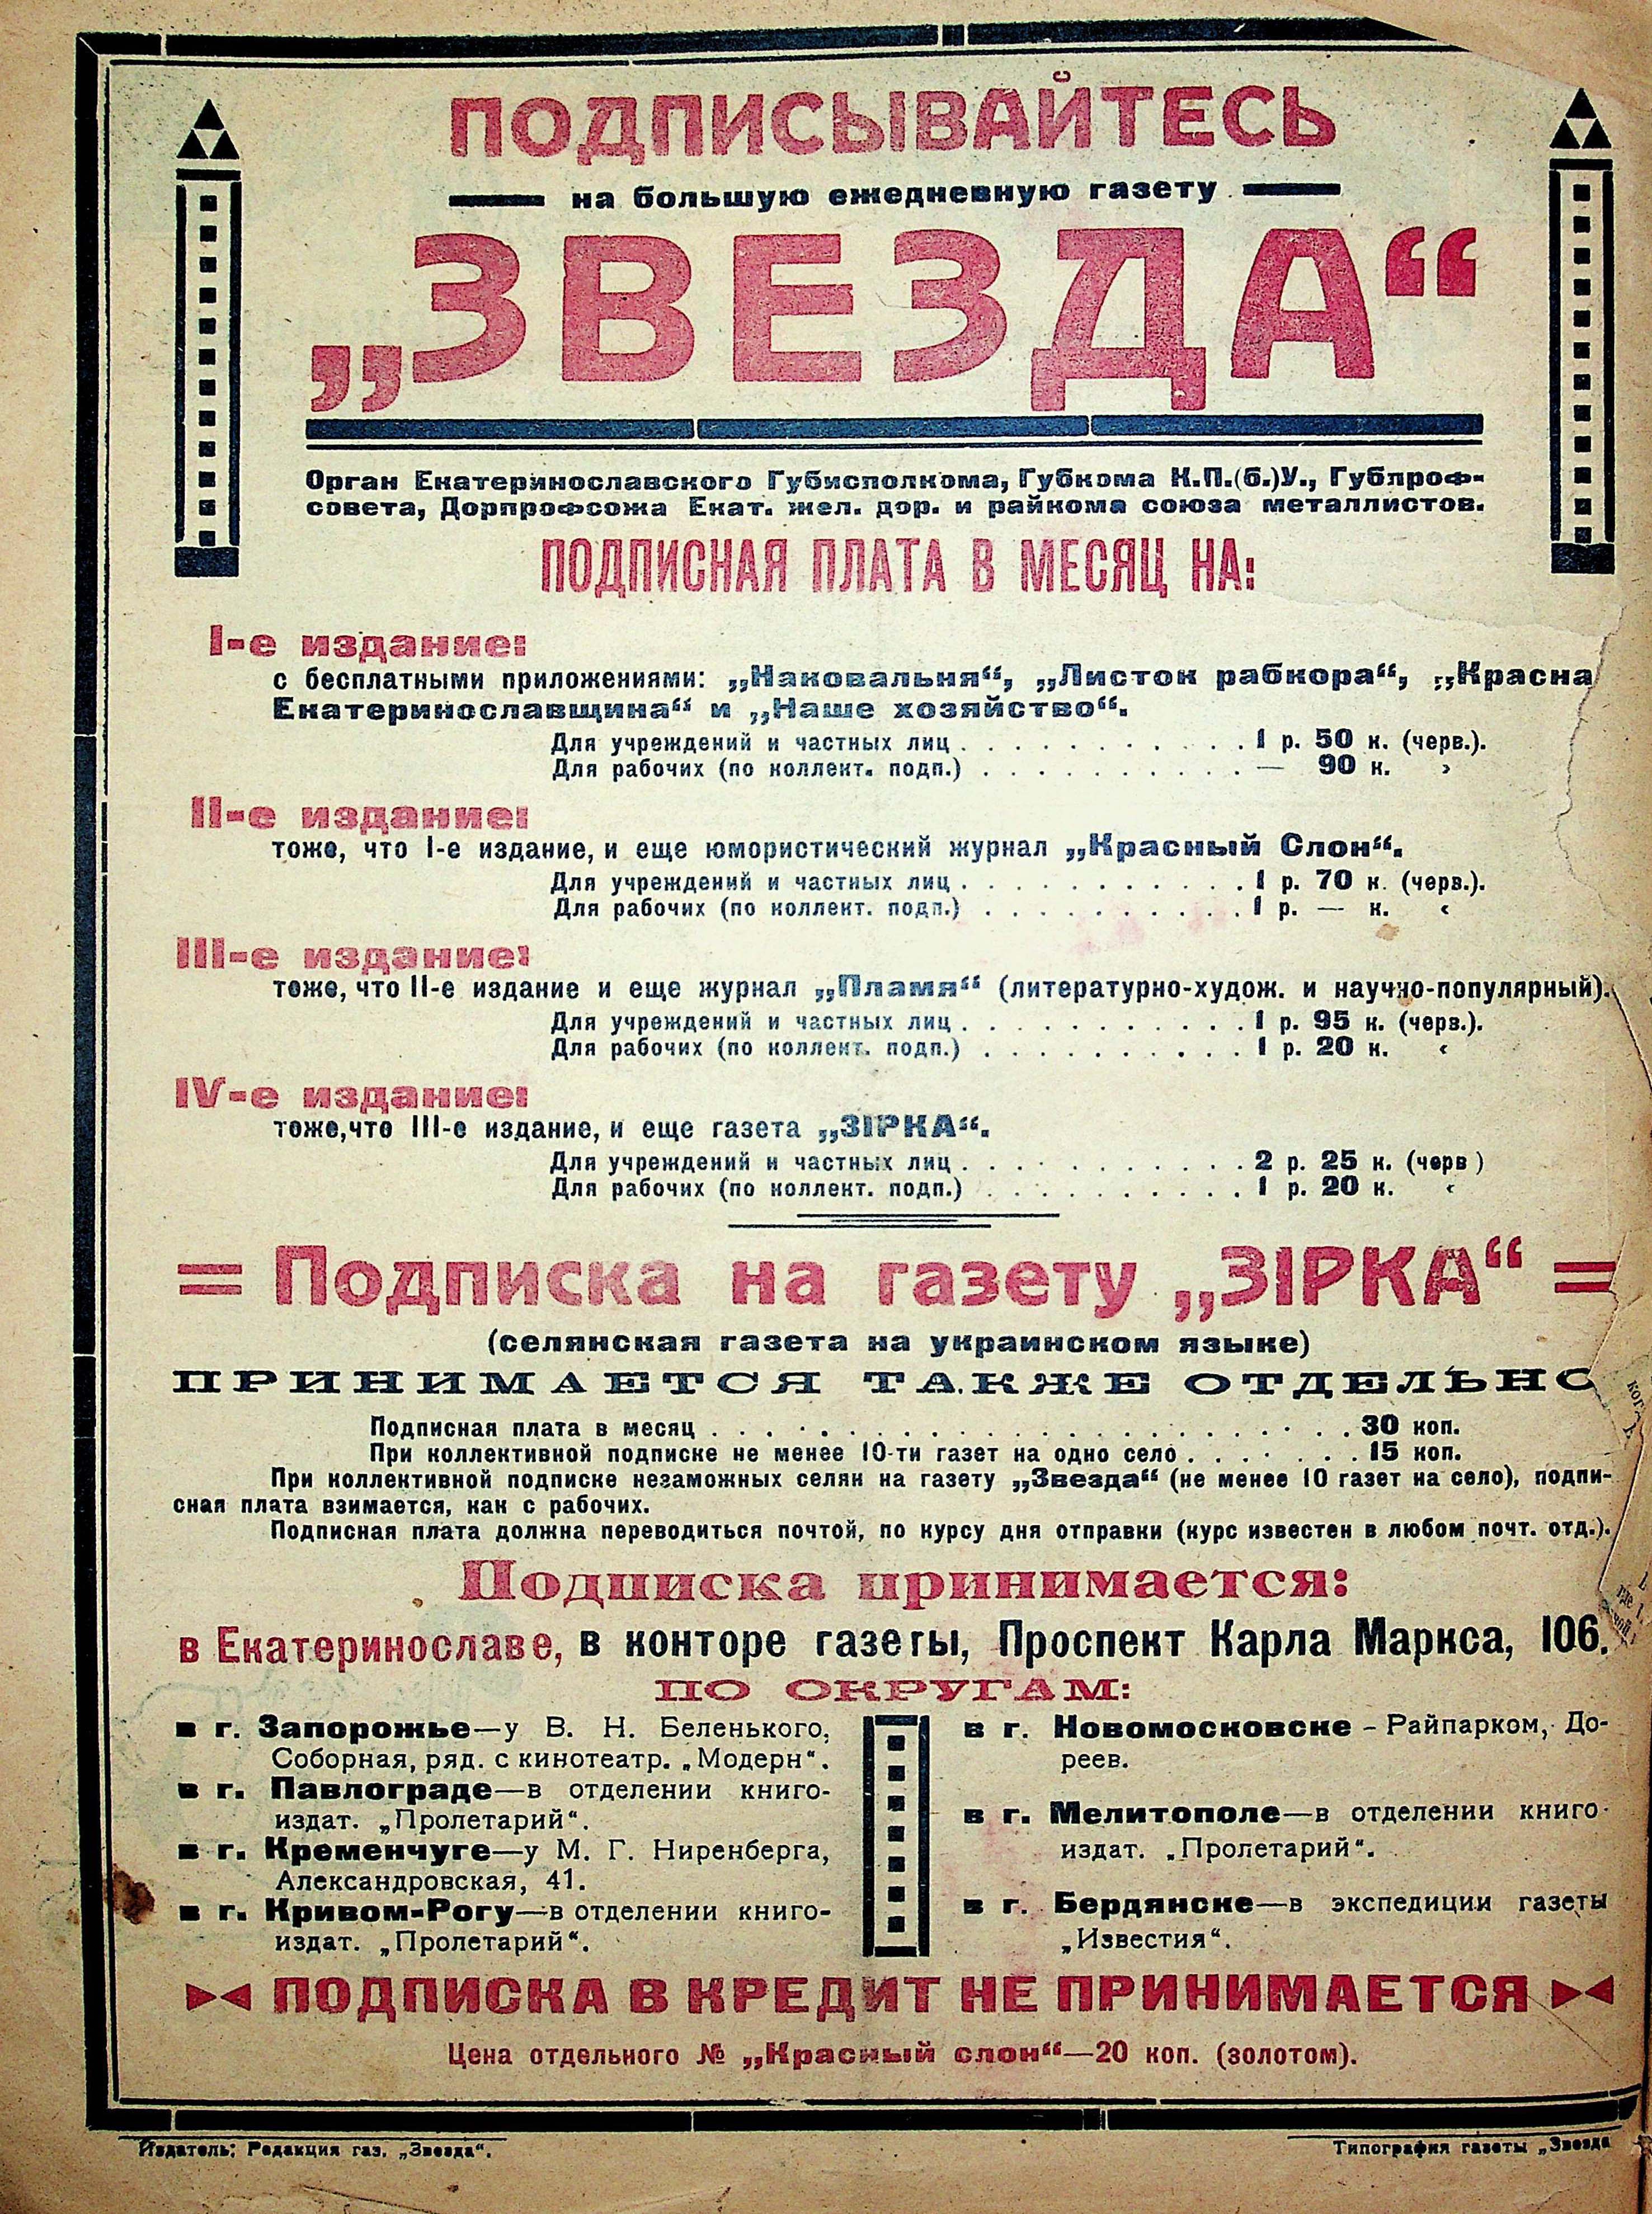 ПОДПИСЫВАЙТЕСЬ
на большую ежедневную газету
„ЗВЕЗДА“
Орган Екатеринославского Губисполкома, Губкома К.П.(б.)У., Губпроф-
совета, Дорпрофсожа Екат. жел. дор. и райкома союза металлистов.
ПОДПИСНАЯ ПЛАТА В МЕСЯЦ НА:
I-е издание:
с бесплатными приложениями: „Наковальня“, „Листок рабкора“, „Красна
Екатеринославщина“ и „Наше хозяйство“.
Для учреждений и частных лиц . . . . . . . . . . . 1 р. 50 к. (черв.).
Для рабочих (по коллект. подп.) . . . . . . . . . . — 90 к. »
II-е издание:
тоже, что I-е издание, и еще юмористический журнал „Красный Слон“.
Для учреждений и частных лиц . . . . . . . . . . . 1 р. 70 к. (черв.).
Для рабочих (по коллект. подп.) . . . . . . . . . . 1 р. — к. «
III-е издание:
тоже, что II-е издание и еще журнал „Пламя“ (литературно-худож. и научно-популярный).
Для учреждений и частных лиц . . . . . . . . . . . 1 р. 95 к. (черв.).
Для рабочих (по коллект. подп.) . . . . . . . . . . 1 р. 20 к. «
IV-е издание:
тоже,что III-е издание, и еще газета „ЗІРКА“.
Для учреждений и частных лиц . . . . . . . . . . . 2 р. 25 к. (черв )
Для рабочих (по коллект. подп.) . . . . . . . . . . 1 р. 20 к. «
= Подписка на газету „ЗІРКА“ =
(селянская газета на украинском языке)
ПРИНИМАЕТСЯ ТАКЖЕ ОТДЕЛЬНО
Подписная плата в месяц . . . . . . . . . . . . . . . . . . . . . . . . 30 коп.
При коллективной подписке не менее 10-ти газет на одно село . . . . . . . 15 коп.
При коллективной подписке незаможных селян на газету „Звезда“ (не менее 10 газет на село), подпи-
сная плата взимается, как с рабочих.
Подписная плата должна переводиться почтой, по курсу дня отправки (курс известен в любом почт. отд.).
Подписка принимается:
в Екатеринославе, в конторе газеты, Проспект Карла Маркса, 106.
ПО ОКРУГАМ:
в г. Запорожье—у В. Н. Беленького,
Соборная, ряд. с кинотеатр. „Модерн“.
в г. Павлограде—в отделении книго-
издат. „Пролетарий“.
в г. Кременчуге—у М. Г. Ниренберга,
Александровская, 41.
в г. Кривом-Рогу—в отделении книго-
издат. „Пролетарий“.
в г. Новомосковске - Райпарком, До-
реев.
в г. Мелитополе—в отделении книго-
издат. „Пролетарий“.
в г. Бердянске—в экспедиции газеты
„Известия“.
ПОДПИСКА В КРЕДИТ НЕ ПРИНИМАЕТСЯ
Цена отдельного № „Красный слон“—20 коп. (золотом).
Издатель: Редакция газ. „Звезда“.
Типография газеты „Звезда